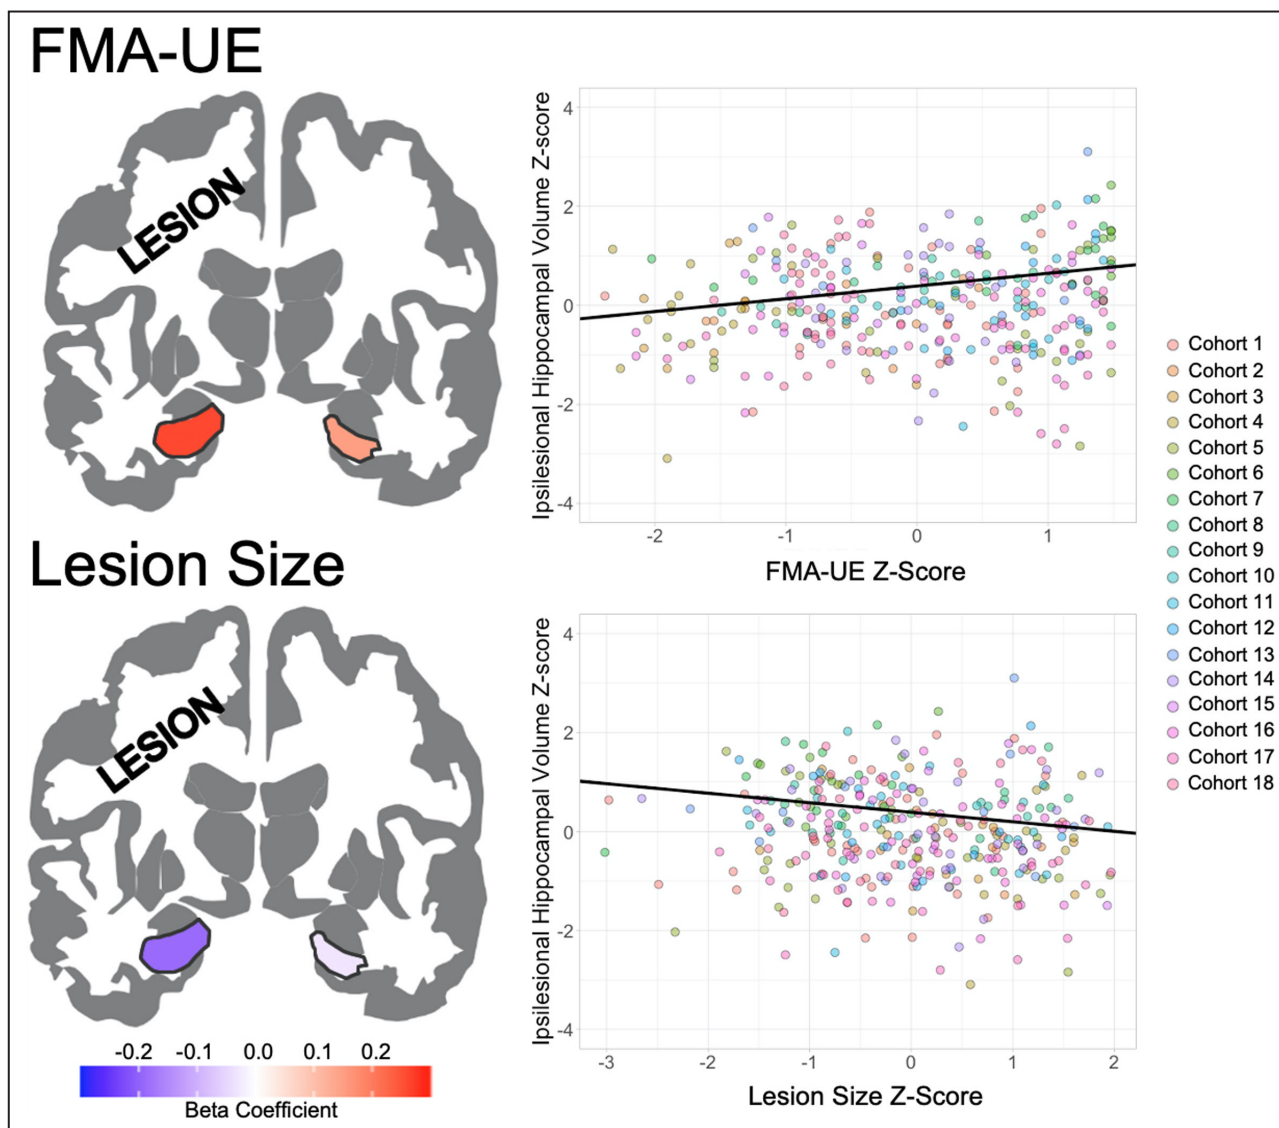 FMA-UE
LESION
Ipsilesional Hippocampal Volume Z-score
4
2
0
-2
-4
-2
-1
0
1
FMA-UE Z-Score
Lesion Size
LESION
-0.2
-0.1
0.0
0.1
0.2
Beta Coefficient
Ipsilesional Hippocampal Volume Z-score
4
2
0
-2
-4
-3
-2
-1
0
1
2
Lesion Size Z-Score
Cohort 1
Cohort 2
Cohort 3
Cohort 4
Cohort 5
Cohort 6
Cohort 7
Cohort 8
Cohort 9
Cohort 10
Cohort 11
Cohort 12
Cohort 13
Cohort 14
Cohort 15
Cohort 16
Cohort 17
Cohort 18